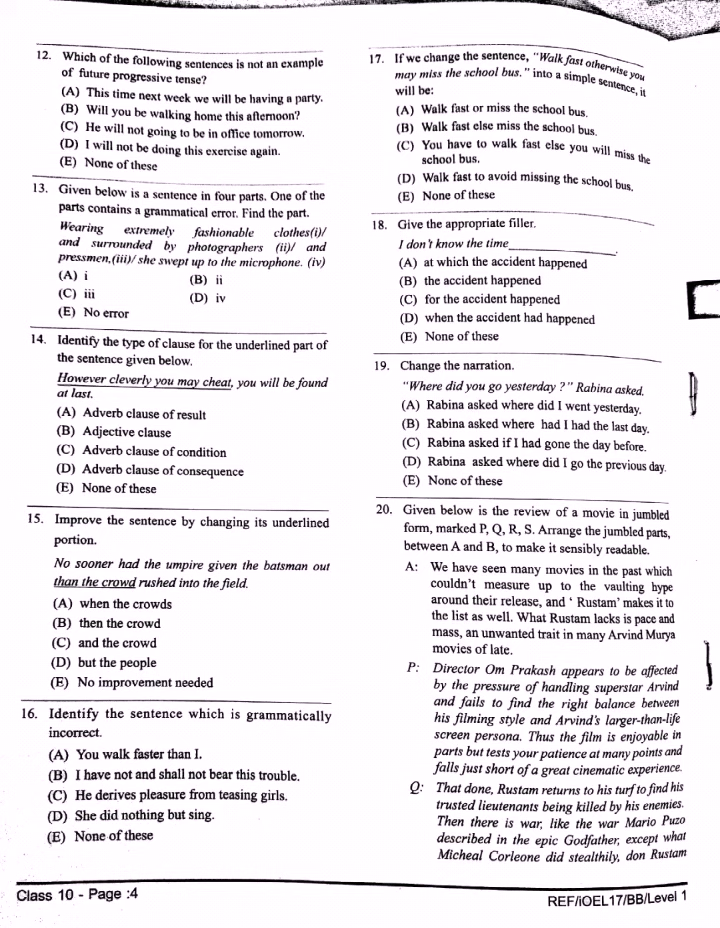 12. Which of the following sentences is not an example
of future progressive tense?
(A) This time next week we will be having a party.
(B) Will you be walking home this afternoon?
(C) He will not going to be in office tomorrow.
(D) I will not be doing this exercise again.
(E) None of these
13. Given below is a sentence in four parts. One of the
parts contains a grammatical error. Find the part.
Wearing extremely fashionable clothes(i)/
and surrounded by photographers (ii)/ and
pressmen,(iii)/ she swept up to the microphone. (iv)
(A) i (B) ii
(C) iii (D) iv
(E) No error
14. Identify the type of clause for the underlined part of
the sentence given below.
However cleverly you may cheat, you will be found
at last.
(A) Adverb clause of result
(B) Adjective clause
(C) Adverb clause of condition
(D) Adverb clause of consequence
(E) None of these
15. Improve the sentence by changing its underlined
portion.
No sooner had the umpire given the batsman out
than the crowd rushed into the field.
(A) when the crowds
(B) then the crowd
(C) and the crowd
(D) but the people
(E) No improvement needed
16. Identify the sentence which is grammatically
incorrect.
(A) You walk faster than I.
(B) I have not and shall not bear this trouble.
(C) He derives pleasure from teasing girls.
(D) She did nothing but sing.
(E) None of these
17. If we change the sentence, "Walk fast otherwise you
may miss the school bus." into a simple sentence, it
will be:
(A) Walk fast or miss the school bus.
(B) Walk fast else miss the school bus.
(C) You have to walk fast else you will miss the
school bus.
(D) Walk fast to avoid missing the school bus.
(E) None of these
18. Give the appropriate filler.
I don't know the time____________.
(A) at which the accident happened
(B) the accident happened
(C) for the accident happened
(D) when the accident had happened
(E) None of these
19. Change the narration.
"Where did you go yesterday ?" Rabina asked.
(A) Rabina asked where did I went yesterday.
(B) Rabina asked where had I had the last day.
(C) Rabina asked if I had gone the day before.
(D) Rabina asked where did I go the previous day.
(E) None of these
20. Given below is the review of a movie in jumbled
form, marked P, Q, R, S. Arrange the jumbled parts,
between A and B, to make it sensibly readable.
A: We have seen many movies in the past which
couldn't measure up to the vaulting hype
around their release, and ' Rustam' makes it to
the list as well. What Rustam lacks is pace and
mass, an unwanted trait in many Arvind Murya
movies of late.
P: Director Om Prakash appears to be affected
by the pressure of handling superstar Arvind
and fails to find the right balance between
his filming style and Arvind's larger-than-life
screen persona. Thus the film is enjoyable in
parts but tests your patience at many points and
falls just short of a great cinematic experience.
Q: That done, Rustam returns to his turf to find his
trusted lieutenants being killed by his enemies.
Then there is war, like the war Mario Puzo
described in the epic Godfather, except what
Micheal Corleone did stealthily, don Rustam
Class 10 - Page :4
REF/iOEL17/BB/Level 1